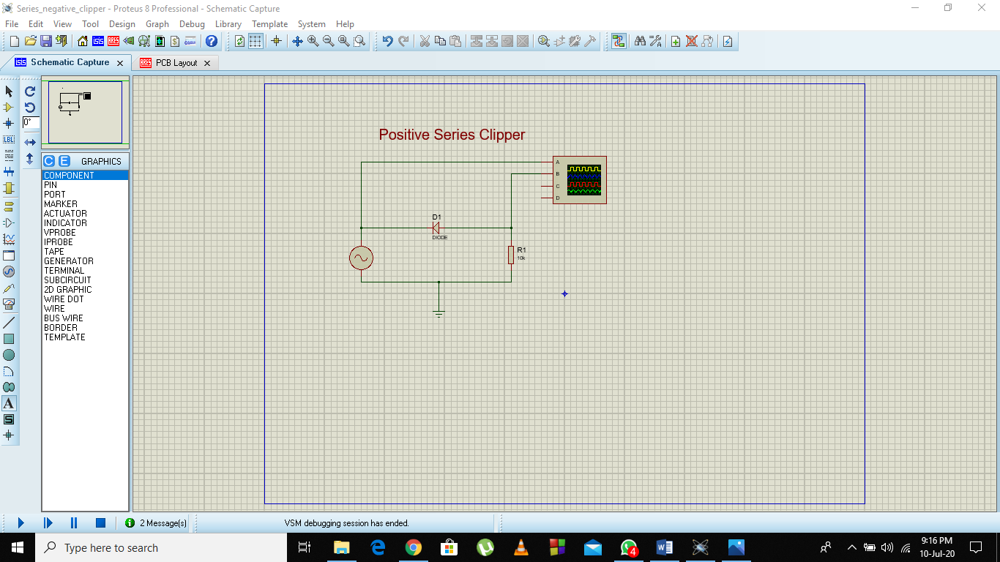 Series_negative_clipper - Proteus 8 Professional - Schematic Capture
File Edit View Tool Design Graph Debug Library Template System Help
Schematic Capture
PCB Layout
0°
LBL
C E GRAPHICS
COMPONENT
PIN
PORT
MARKER
ACTUATOR
INDICATOR
VPROBE
IPROBE
TAPE
GENERATOR
TERMINAL
SUBCIRCUIT
2D GRAPHIC
WIRE DOT
WIRE
BUS WIRE
BORDER
TEMPLATE
A
S
Positive Series Clipper
A
B
C
D
D1
DIODE
R1
10k
2 Message(s)
VSM debugging session has ended.
Type here to search
4
9:16 PM
10-Jul-20